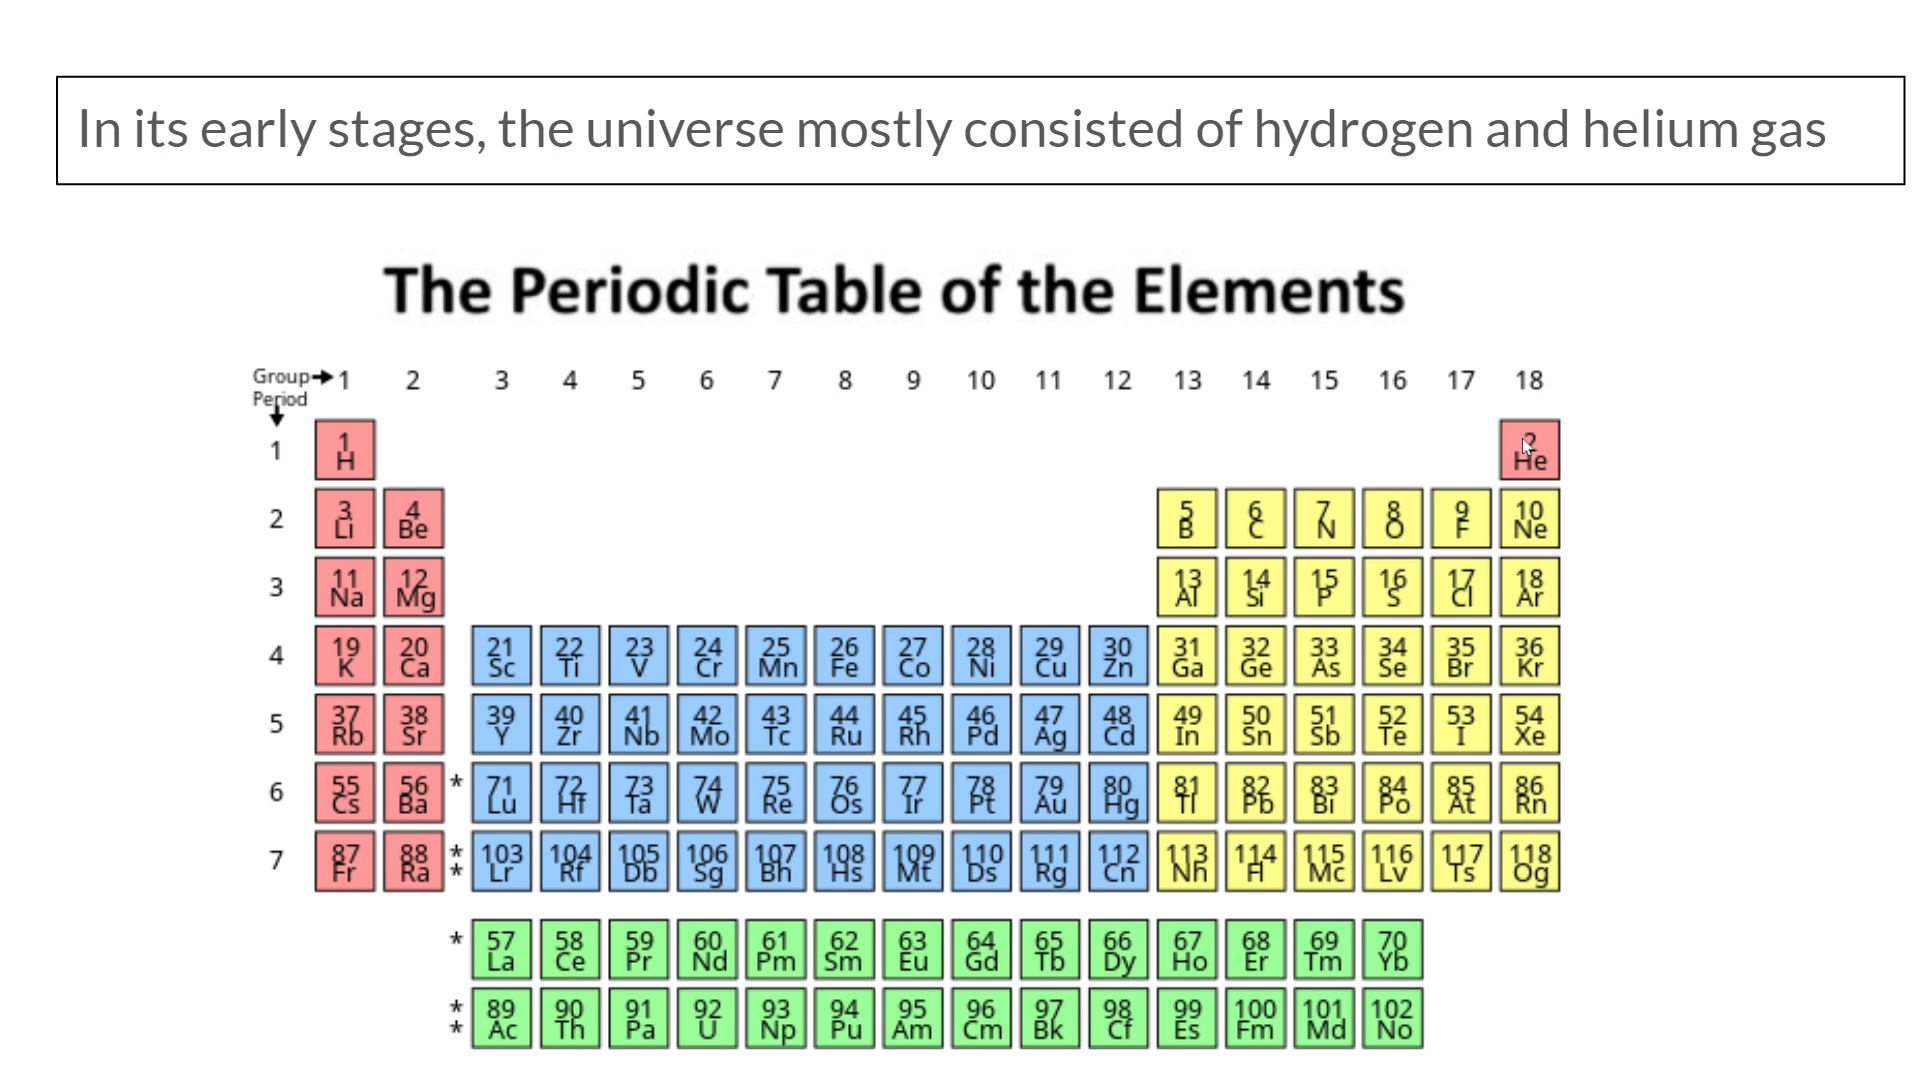 In its early stages, the universe mostly consisted of hydrogen and helium gas
The Periodic Table of the Elements
Group 1 2 3 4 5 6 7 8 9 10 11 12 13 14 15 16 17 18
Period
1 1 H 2 He
2 3 Li 4 Be 5 B 6 C 7 N 8 O 9 F 10 Ne
3 11 Na 12 Mg 13 Al 14 Si 15 P 16 S 17 Cl 18 Ar
4 19 K 20 Ca 21 Sc 22 Ti 23 V 24 Cr 25 Mn 26 Fe 27 Co 28 Ni 29 Cu 30 Zn 31 Ga 32 Ge 33 As 34 Se 35 Br 36 Kr
5 37 Rb 38 Sr 39 Y 40 Zr 41 Nb 42 Mo 43 Tc 44 Ru 45 Rh 46 Pd 47 Ag 48 Cd 49 In 50 Sn 51 Sb 52 Te 53 I 54 Xe
6 55 Cs 56 Ba * 71 Lu 72 Hf 73 Ta 74 W 75 Re 76 Os 77 Ir 78 Pt 79 Au 80 Hg 81 Tl 82 Pb 83 Bi 84 Po 85 At 86 Rn
7 87 Fr 88 Ra * * 103 Lr 104 Rf 105 Db 106 Sg 107 Bh 108 Hs 109 Mt 110 Ds 111 Rg 112 Cn 113 Nh 114 Fl 115 Mc 116 Lv 117 Ts 118 Og
* 57 La 58 Ce 59 Pr 60 Nd 61 Pm 62 Sm 63 Eu 64 Gd 65 Tb 66 Dy 67 Ho 68 Er 69 Tm 70 Yb
* * 89 Ac 90 Th 91 Pa 92 U 93 Np 94 Pu 95 Am 96 Cm 97 Bk 98 Cf 99 Es 100 Fm 101 Md 102 No